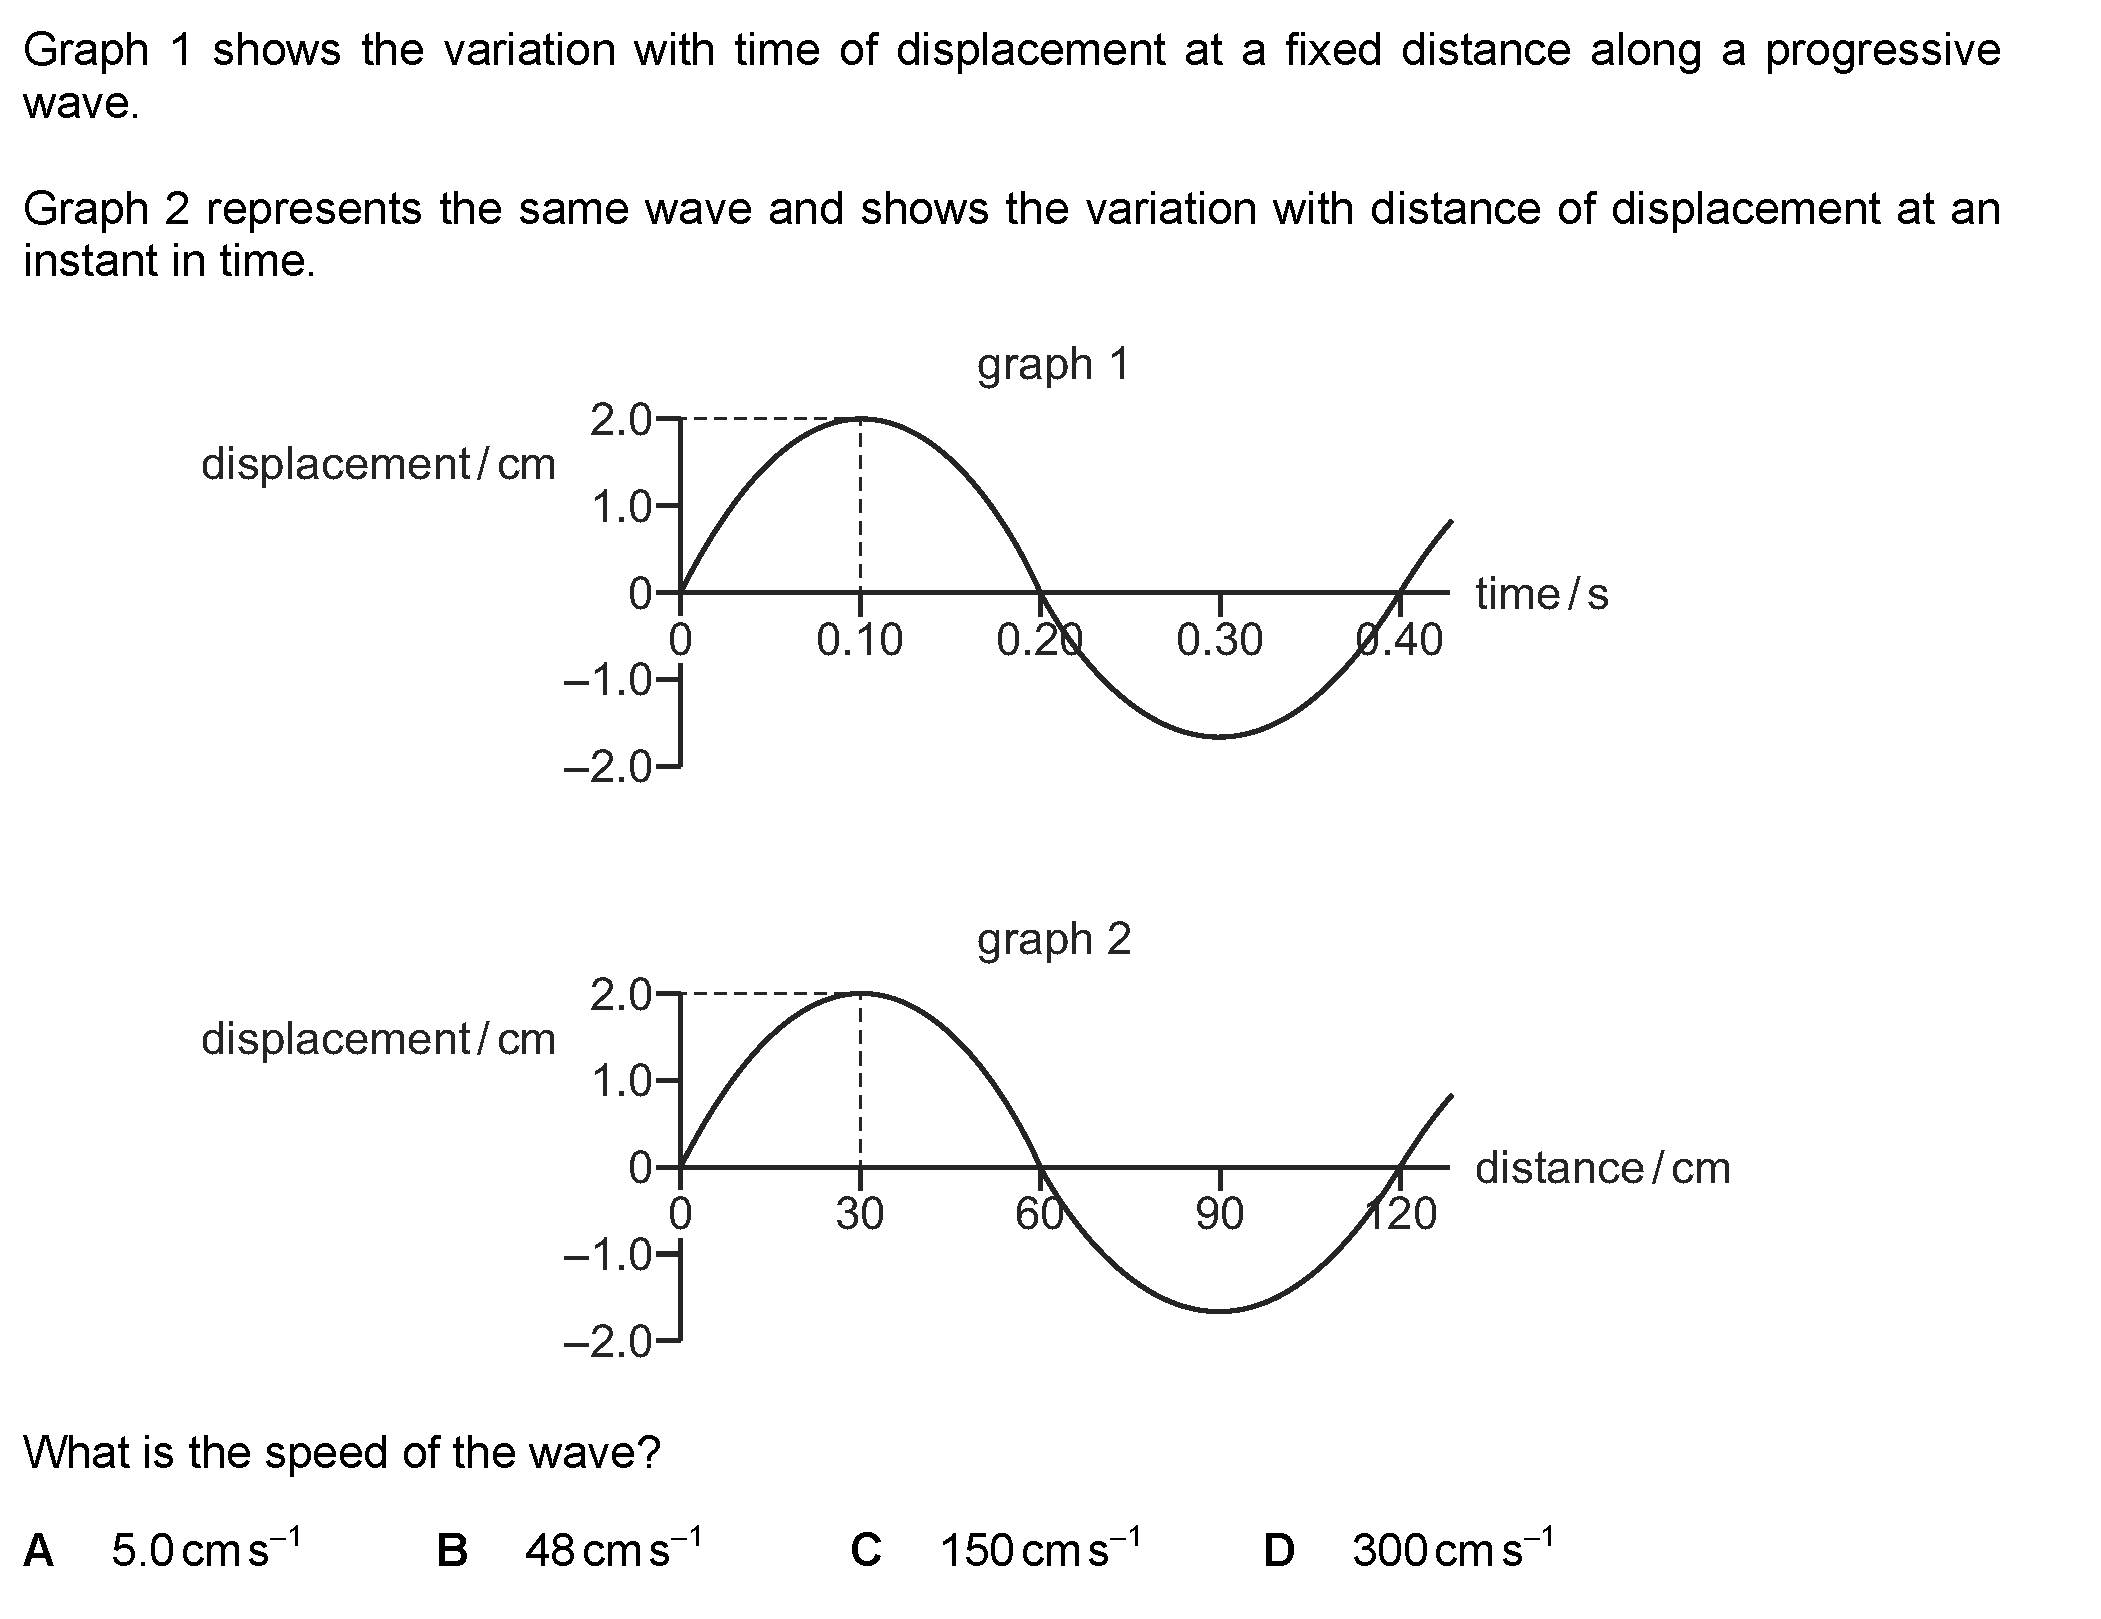 Graph 1 shows the variation with time of displacement at a fixed distance along a progressive
wave.
Graph 2 represents the same wave and shows the variation with distance of displacement at an
instant in time.
graph 1
2.0
displacement / cm
1.0
0
time / s
0 0.10 0.20 0.30 0.40
–1.0
–2.0
graph 2
2.0
displacement / cm
1.0
0
distance / cm
0 30 60 90 120
–1.0
–2.0
What is the speed of the wave?
A 5.0 cm s⁻¹ B 48 cm s⁻¹ C 150 cm s⁻¹ D 300 cm s⁻¹